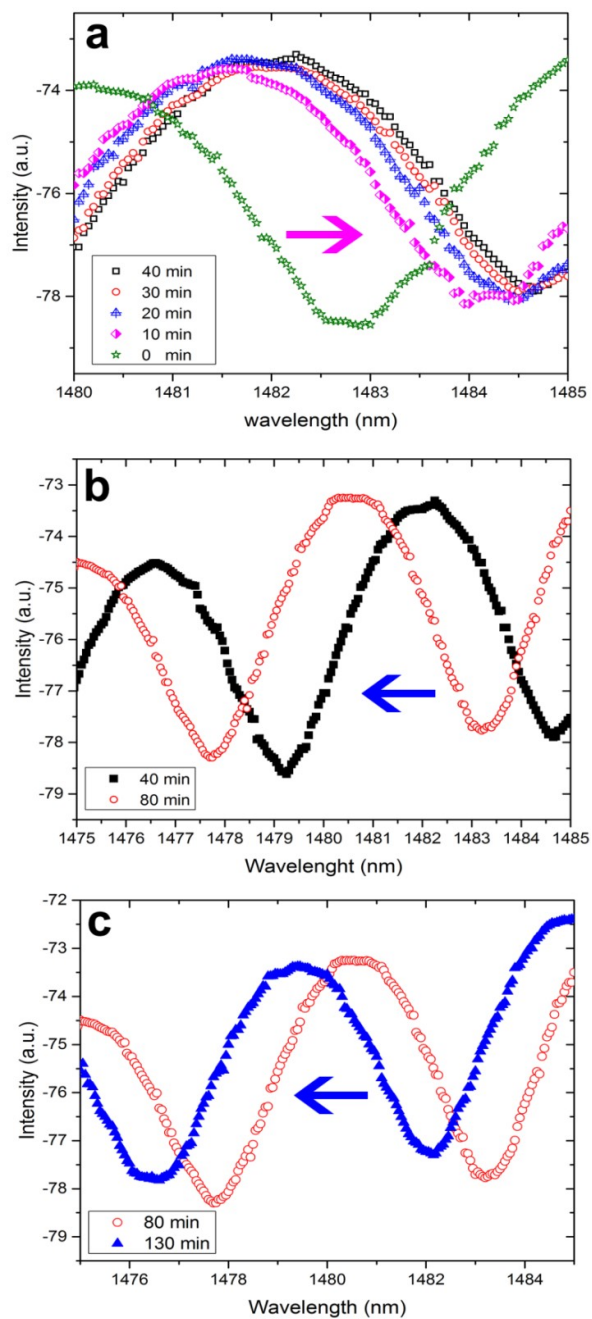 a
-74
-76
-78
Intensity (a.u.)
40 min
30 min
20 min
10 min
0 min
1480 1481 1482 1483 1484 1485
wavelength (nm)
b
-73
-74
-75
-76
-77
-78
-79
Intensity (a.u.)
40 min
80 min
1475 1476 1477 1478 1479 1480 1481 1482 1483 1484 1485
Wavelenght (nm)
c
-72
-73
-74
-75
-76
-77
-78
-79
Intensity (a.u.)
80 min
130 min
1476 1478 1480 1482 1484
Wavelength (nm)